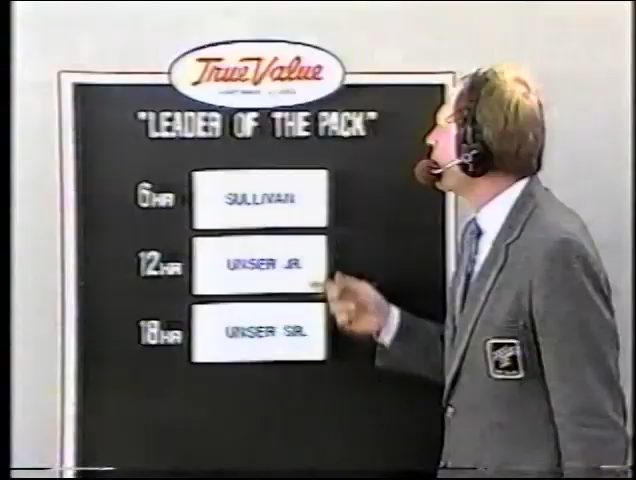 True Value
"LEADER OF THE PACK"
6HR SULLIVAN
12HR UNSER JR.
18HR UNSER SR.